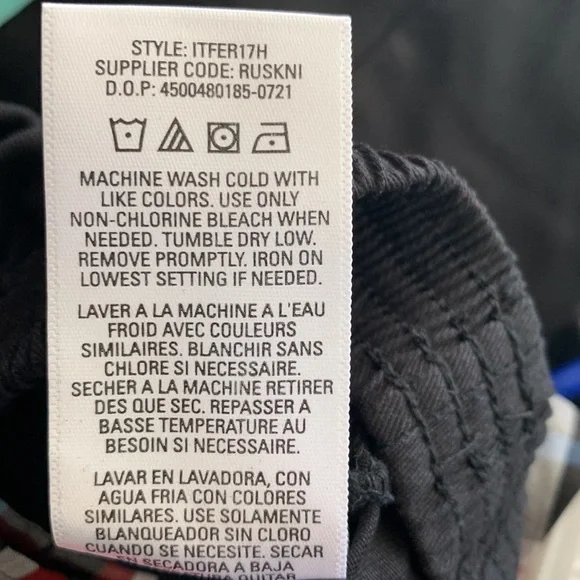 STYLE: ITFER17H
SUPPLIER CODE: RUSKNI
D.O.P: 4500480185-0721
MACHINE WASH COLD WITH
LIKE COLORS. USE ONLY
NON-CHLORINE BLEACH WHEN
NEEDED. TUMBLE DRY LOW.
REMOVE PROMPTLY. IRON ON
LOWEST SETTING IF NEEDED.
LAVER A LA MACHINE A L'EAU
FROID AVEC COULEURS
SIMILAIRES. BLANCHIR SANS
CHLORE SI NECESSAIRE.
SECHER A LA MACHINE RETIRER
DES QUE SEC. REPASSER A
BASSE TEMPERATURE AU
BESOIN SI NECESSAIRE.
LAVAR EN LAVADORA, CON
AGUA FRIA CON COLORES
SIMILARES. USE SOLAMENTE
BLANQUEADOR SIN CLORO
CUANDO SE NECESITE. SECAR
EN SECADORA A BAJA
QUITAR